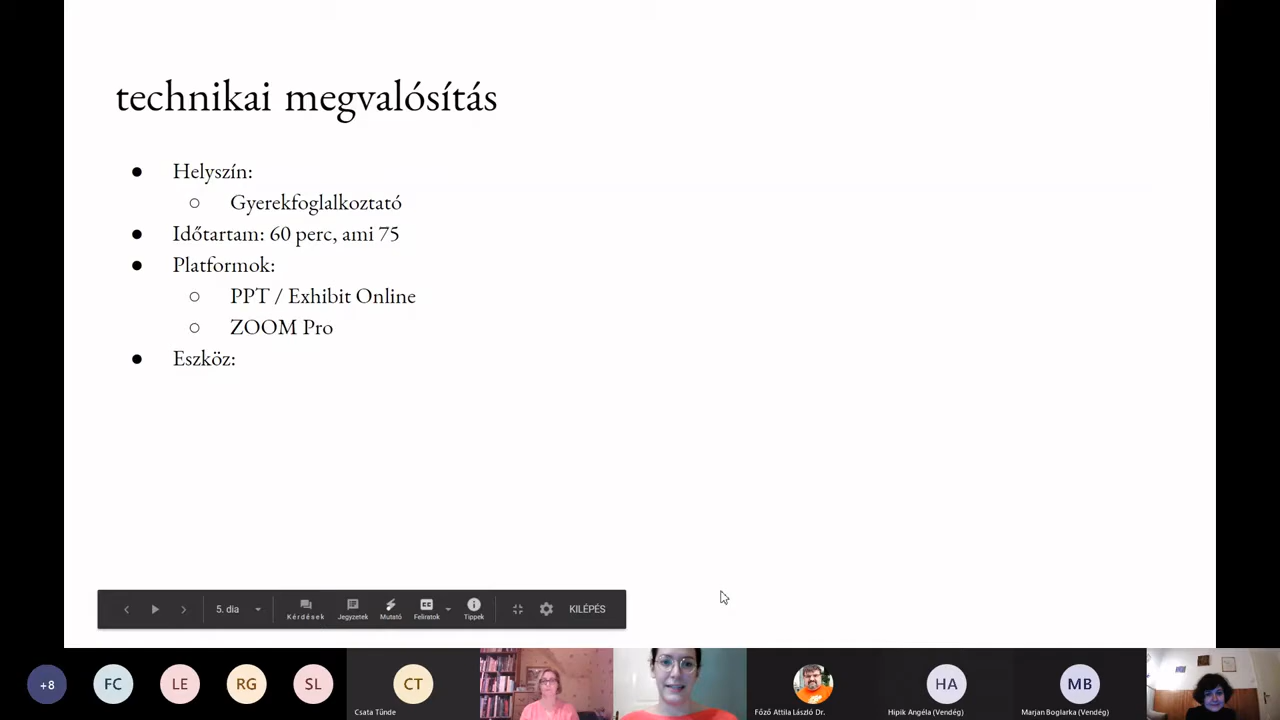 technikai megvalósítás
● Helyszín:
○ Gyerekfoglalkoztató
● Időtartam: 60 perc, ami 75
● Platformok:
○ PPT / Exhibit Online
○ ZOOM Pro
● Eszköz:
5. dia
Kérdések
Jegyzetek
Mutató
Feliratok
Tippek
KILÉPÉS
+8
FC
LE
RG
SL
CT
HA
MB
Csata Tünde
Főző Attila László Dr.
Hipik Angéla (Vendég)
Marjan Boglarka (Vendég)